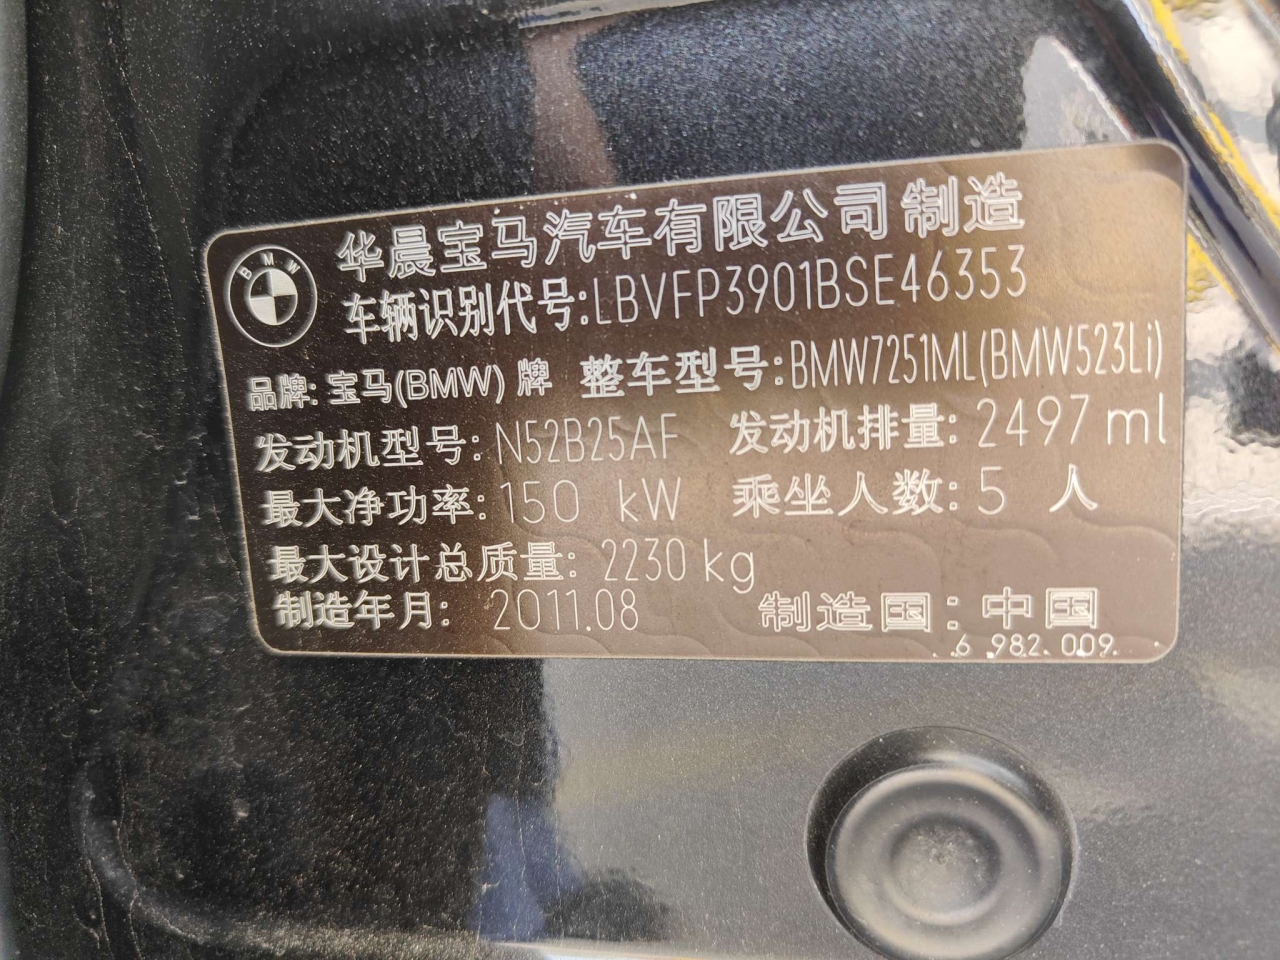 BMW
华晨宝马汽车有限公司制造
车辆识别代号:LBVFP3901BSE46353
品牌: 宝马(BMW) 牌 整车型号:BMW7251ML(BMW523Li)
发动机型号: N52B25AF 发动机排量: 2497 ml
最大净功率: 150 kW 乘坐人数: 5 人
最大设计总质量: 2230 kg
制造年月: 2011.08 制造国: 中国
6 982 009